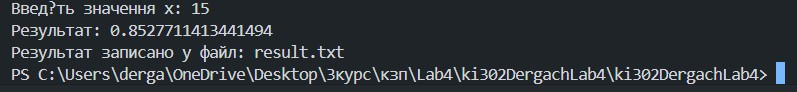 Введ?ть значення x: 15
Результат: 0.8527711413441494
Результат записано у файл: result.txt
PS C:\Users\derga\OneDrive\Desktop\3курс\кзп\Lab4\ki302DergachLab4\ki302DergachLab4>